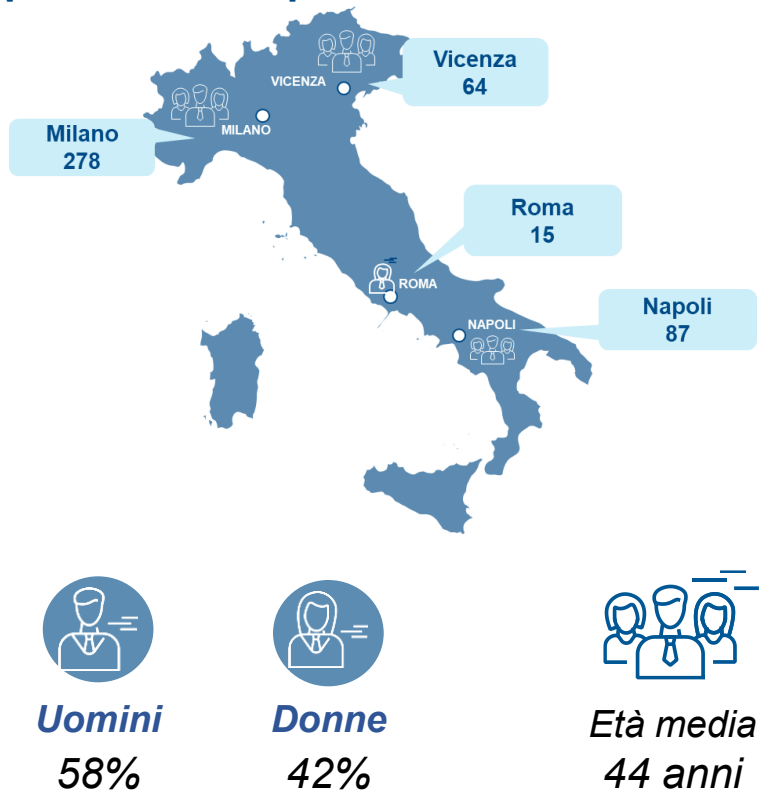 Vicenza
64
VICENZA
Milano
278
MILANO
Roma
15
ROMA
Napoli
87
NAPOLI
Uomini
58%
Donne
42%
Età media
44 anni